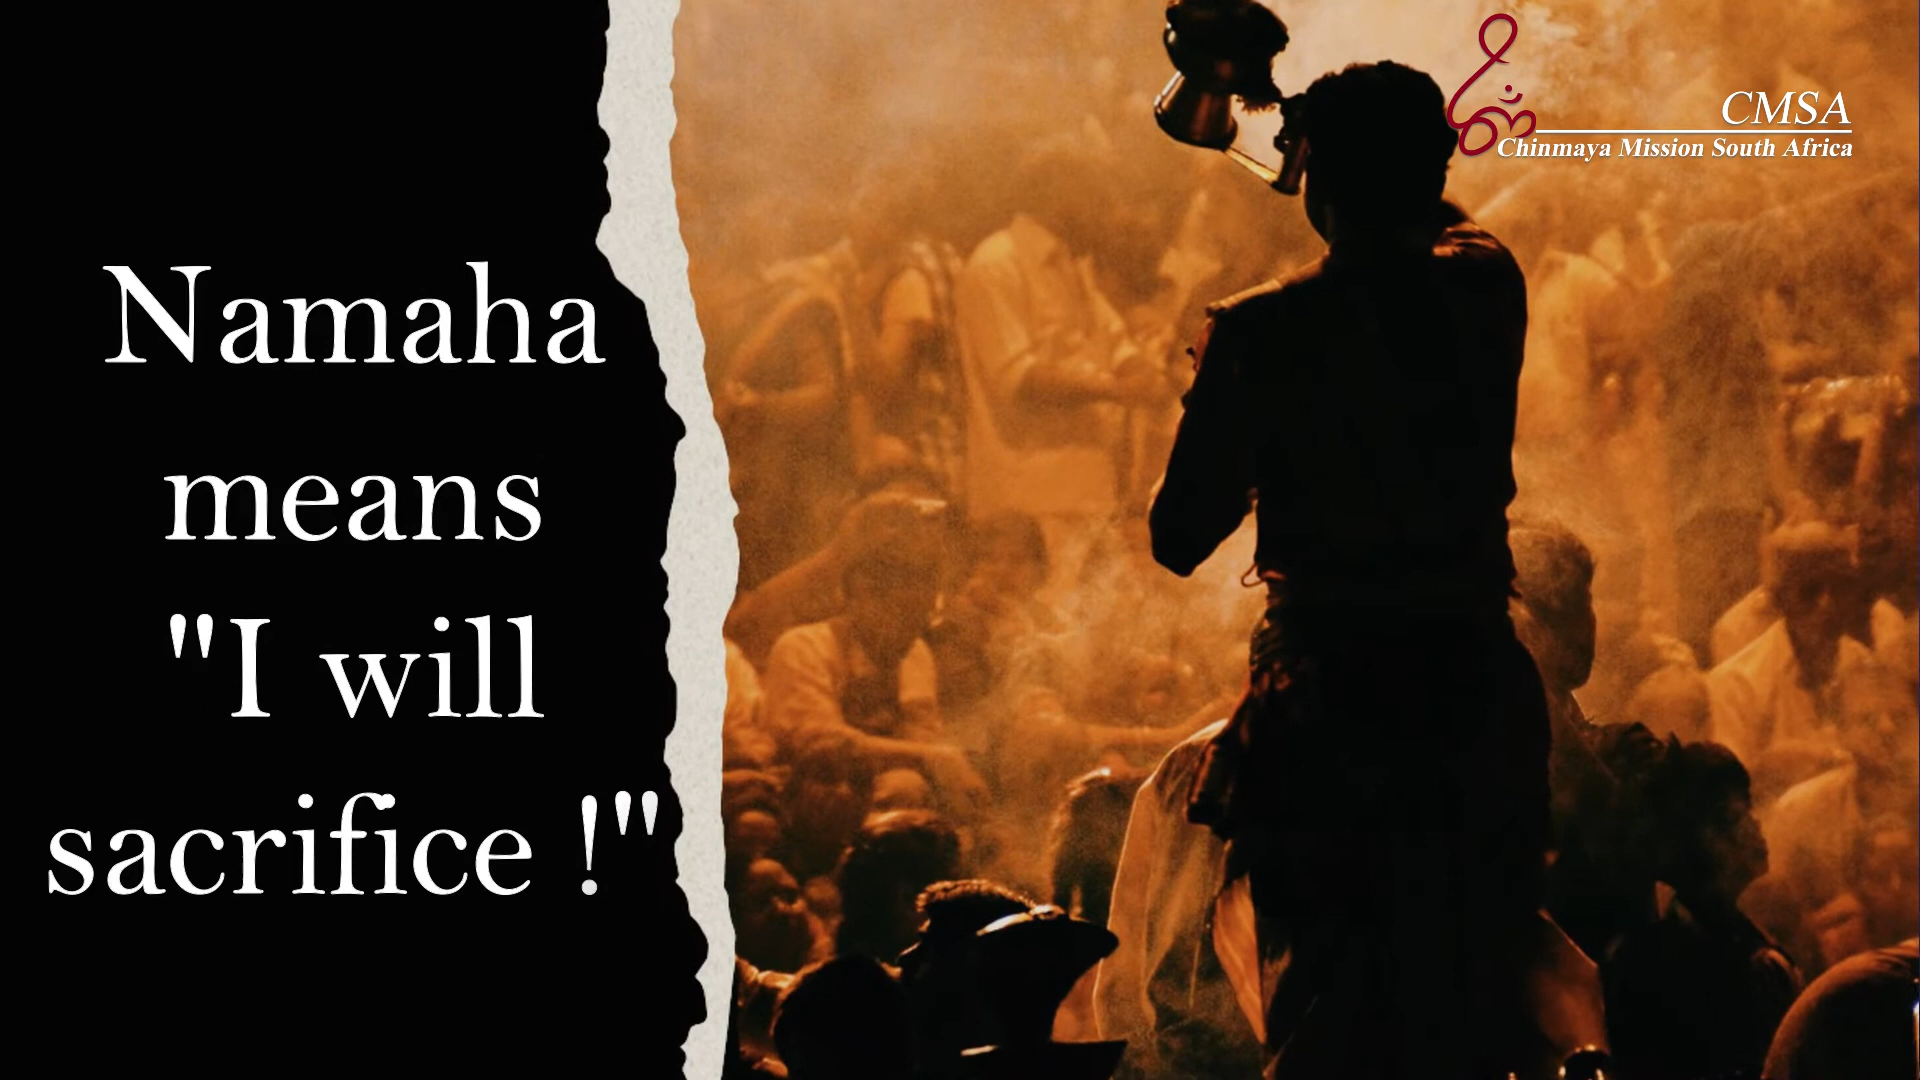 Namaha
means
"I will
sacrifice !"
CMSA
Chinmaya Mission South Africa